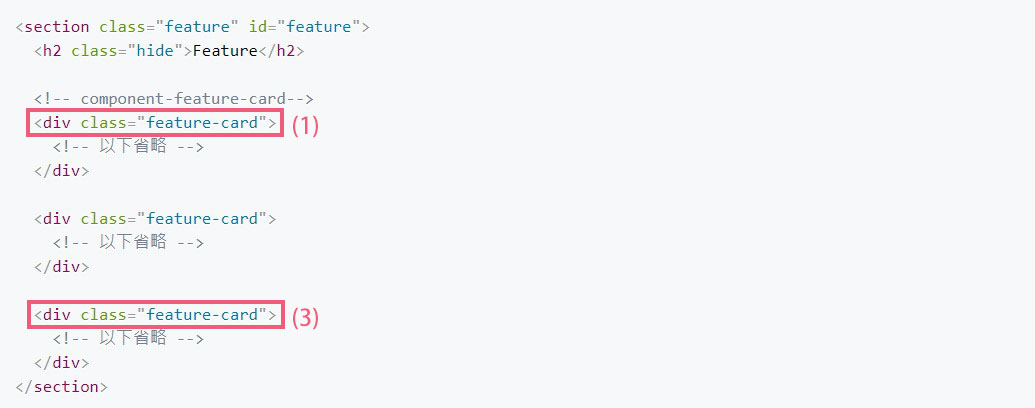 <section class="feature" id="feature">
<h2 class="hide">Feature</h2>
<!-- component-feature-card-->
<div class="feature-card"> (1)
<!-- 以下省略 -->
</div>
<div class="feature-card">
<!-- 以下省略 -->
</div>
<div class="feature-card"> (3)
<!-- 以下省略 -->
</div>
</section>